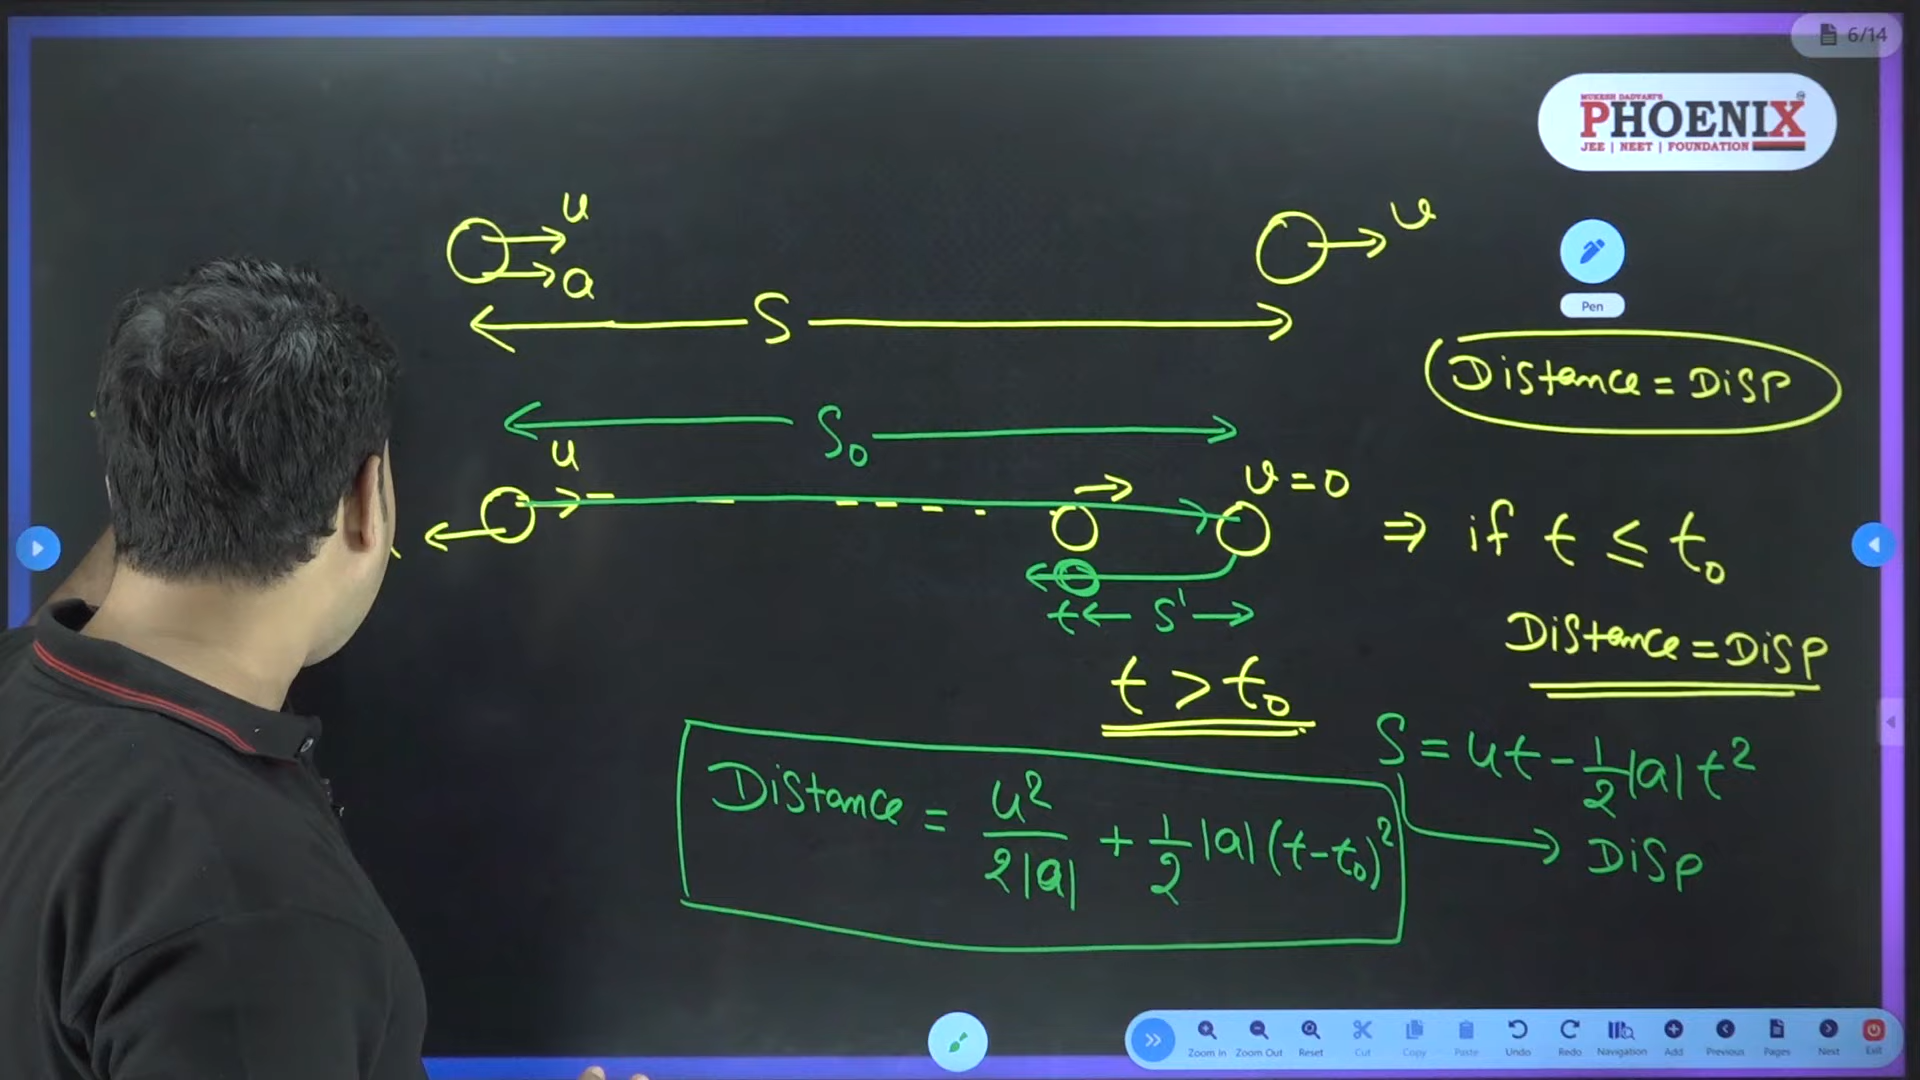 6/14
MUKESH DADVANI'S
PHOENIX
JEE | NEET | FOUNDATION
Pen
u
a
v
S
Distance = DISP
S₀
u
v = 0
⇒ if t ≤ t₀
t
S'
Distance = DISP
t > t₀
S = ut - 1/2 |a| t²
DISP
Distance = u²/2|a| + 1/2 |a| (t - t₀)²
Zoom In Zoom Out Reset Cut Copy Paste Undo Redo Navigation Add Previous Pages Next Exit